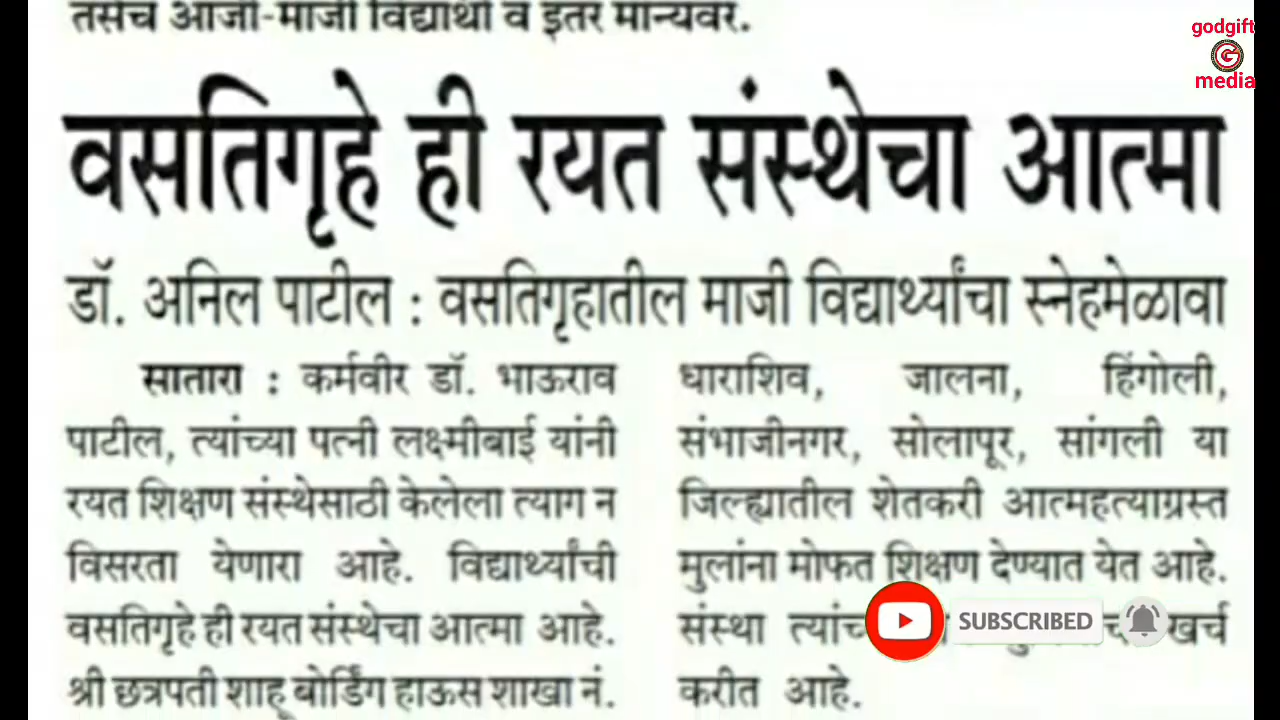 तसेच आजी-माजी विद्यार्थी व इतर मान्यवर.
godgift
G
media
वसतिगृहे ही रयत संस्थेचा आत्मा
डॉ. अनिल पाटील : वसतिगृहातील माजी विद्यार्थ्यांचा स्नेहमेळावा
सातारा : कर्मवीर डॉ. भाऊराव
पाटील, त्यांच्या पत्नी लक्ष्मीबाई यांनी
रयत शिक्षण संस्थेसाठी केलेला त्याग न
विसरता येणारा आहे. विद्यार्थ्यांची
वसतिगृहे ही रयत संस्थेचा आत्मा आहे.
श्री छत्रपती शाहू बोर्डिंग हाऊस शाखा नं.
धाराशिव, जालना, हिंगोली,
संभाजीनगर, सोलापूर, सांगली या
जिल्ह्यातील शेतकरी आत्महत्याग्रस्त
मुलांना मोफत शिक्षण देण्यात येत आहे.
संस्था खर्च
करीत आहे.
SUBSCRIBED